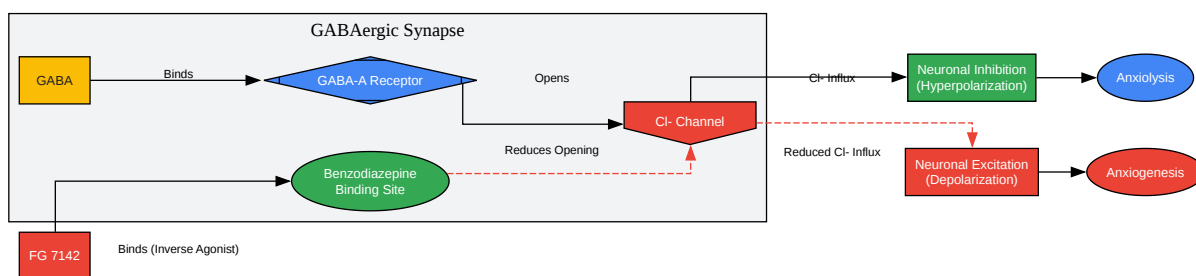 GABAergic Synapse
GABA
Binds
GABA-A Receptor
Opens
Cl- Influx
Neuronal Inhibition
(Hyperpolarization)
Anxiolysis
Cl- Channel
Reduces Opening
Reduced Cl- Influx
Neuronal Excitation
(Depolarization)
Anxiogenesis
Benzodiazepine
Binding Site
FG 7142
Binds (Inverse Agonist)